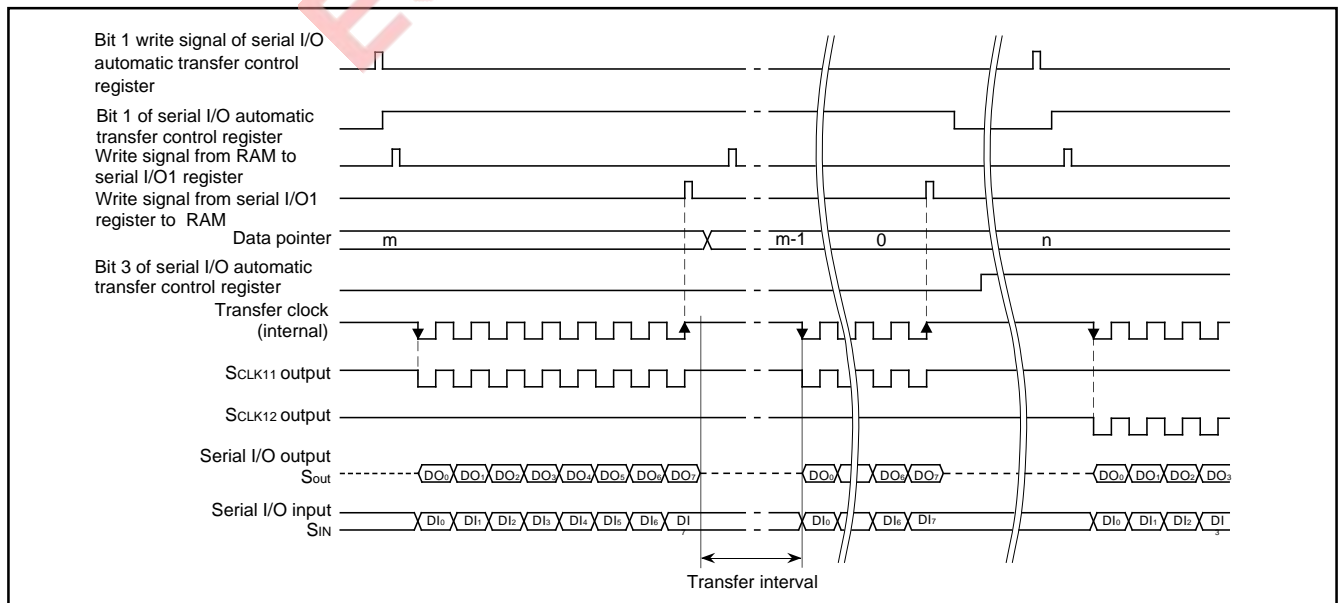 Bit 1 write signal of serial I/O
automatic transfer control
register
Bit 1 of serial I/O automatic
transfer control register
Write signal from RAM to
serial I/O1 register
Write signal from serial I/O1
register to RAM
Data pointer
m
m-1
0
n
Bit 3 of serial I/O automatic
transfer control register
Transfer clock
(internal)
SCLK11 output
SCLK12 output
Serial I/O output
Sout
DO0 DO1 DO2 DO3 DO4 DO5 DO6 DO7
DO0 DO6 DO7
DO0 DO1 DO2 DO3
Serial I/O input
SIN
DI0 DI1 DI2 DI3 DI4 DI5 DI6 DI7
DI0 DI6 DI7
DI0 DI1 DI2 DI3
Transfer interval